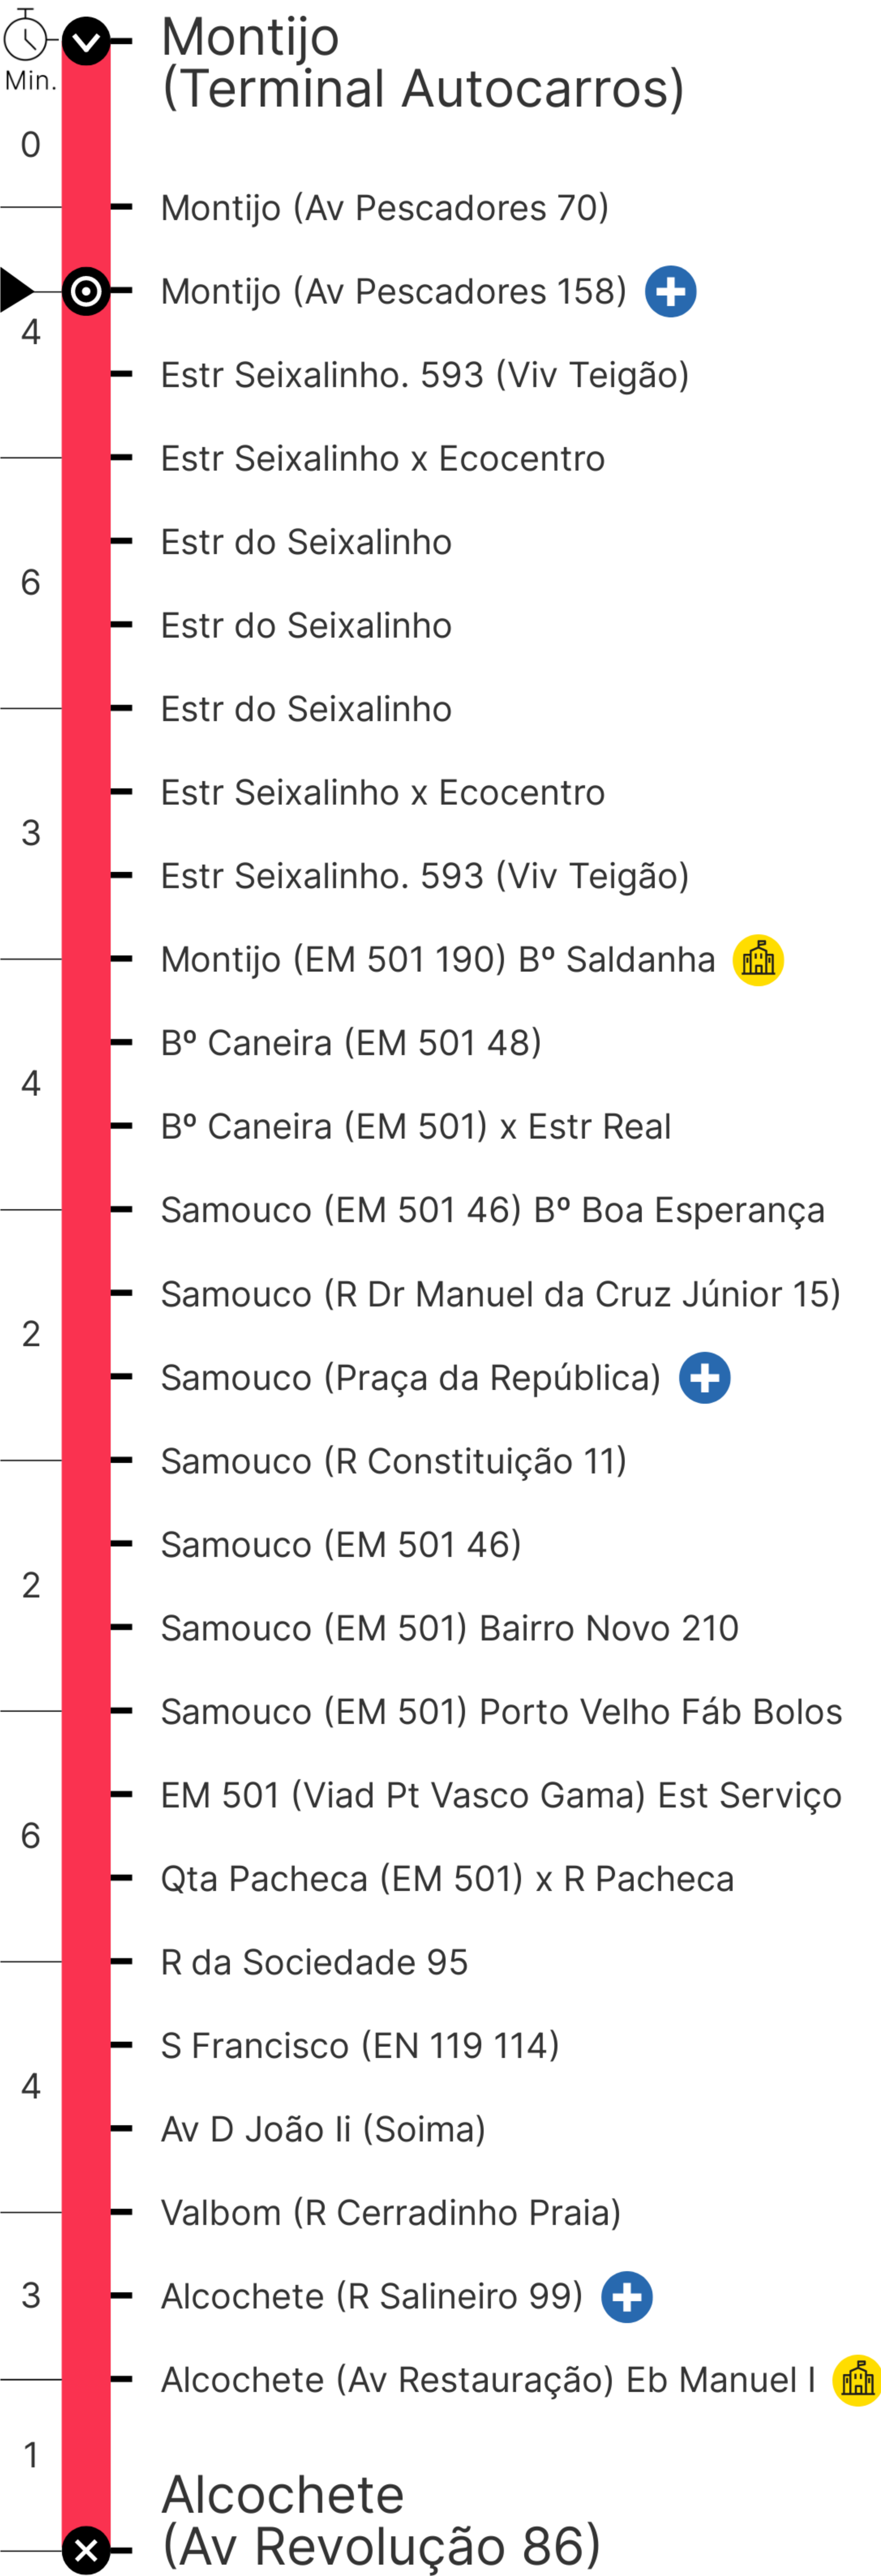 Montijo
(Terminal Autocarros)
Min.
0
Montijo (Av Pescadores 70)
Montijo (Av Pescadores 158)
4
Estr Seixalinho. 593 (Viv Teigão)
Estr Seixalinho x Ecocentro
Estr do Seixalinho
6
Estr do Seixalinho
Estr do Seixalinho
Estr Seixalinho x Ecocentro
3
Estr Seixalinho. 593 (Viv Teigão)
Montijo (EM 501 190) Bº Saldanha
Bº Caneira (EM 501 48)
4
Bº Caneira (EM 501) x Estr Real
Samouco (EM 501 46) Bº Boa Esperança
Samouco (R Dr Manuel da Cruz Júnior 15)
2
Samouco (Praça da República)
Samouco (R Constituição 11)
Samouco (EM 501 46)
2
Samouco (EM 501) Bairro Novo 210
Samouco (EM 501) Porto Velho Fáb Bolos
EM 501 (Viad Pt Vasco Gama) Est Serviço
6
Qta Pacheca (EM 501) x R Pacheca
R da Sociedade 95
S Francisco (EN 119 114)
4
Av D João Ii (Soima)
Valbom (R Cerradinho Praia)
3
Alcochete (R Salineiro 99)
Alcochete (Av Restauração) Eb Manuel I
1
Alcochete
(Av Revolução 86)